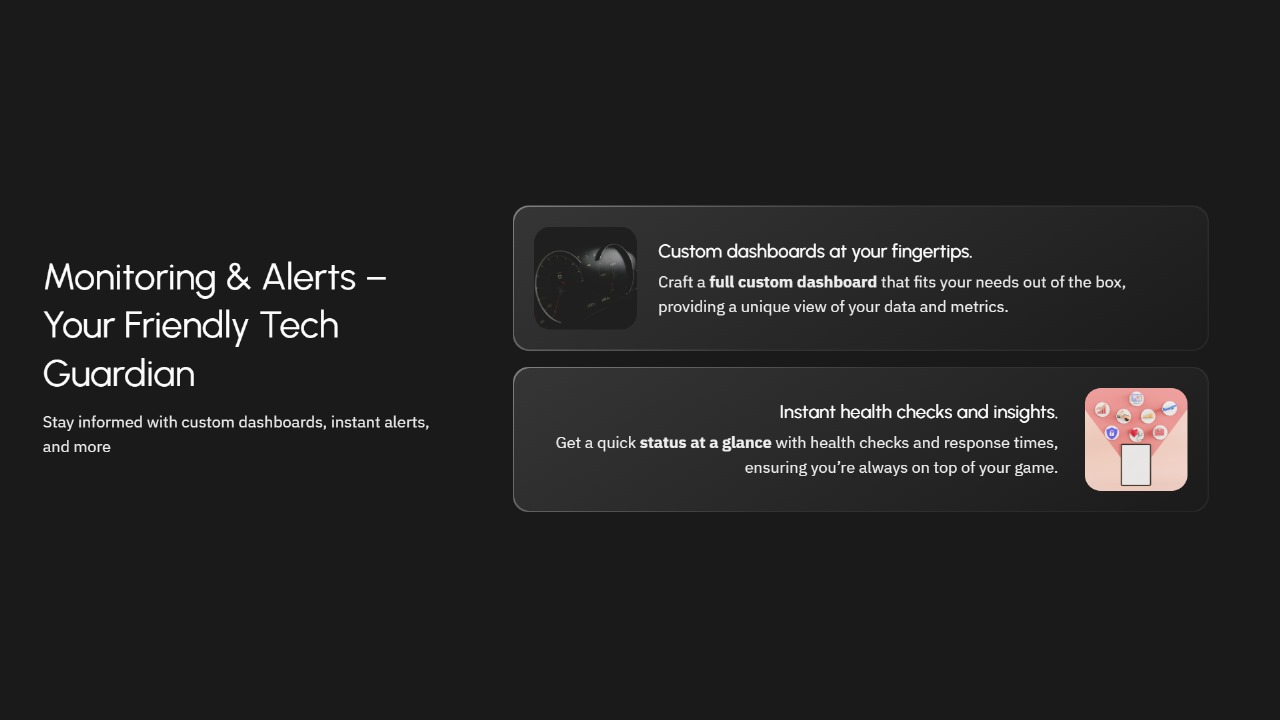 Monitoring & Alerts –
Your Friendly Tech
Guardian
Stay informed with custom dashboards, instant alerts,
and more
Custom dashboards at your fingertips.
Craft a full custom dashboard that fits your needs out of the box,
providing a unique view of your data and metrics.
Instant health checks and insights.
Get a quick status at a glance with health checks and response times,
ensuring you’re always on top of your game.